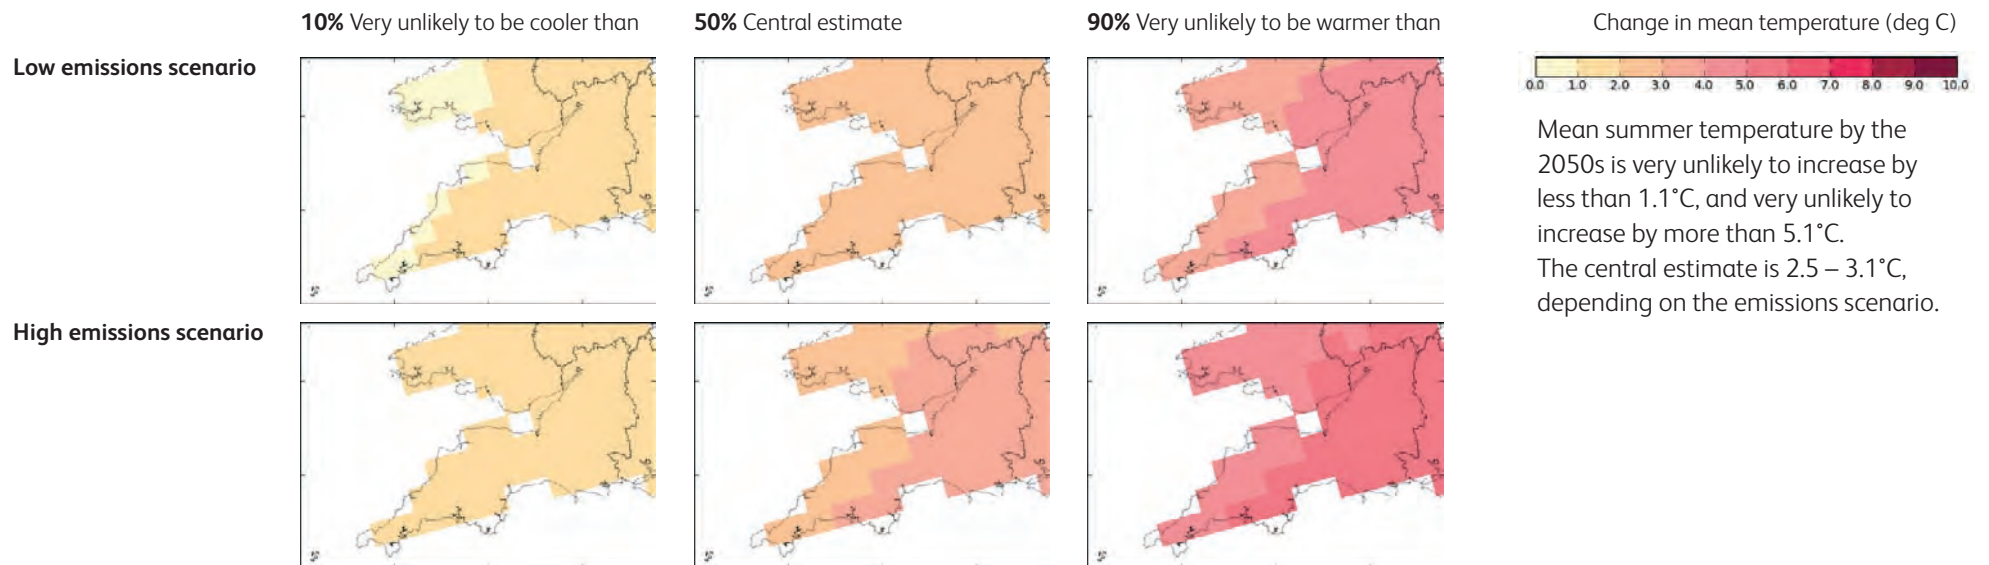 10% Very unlikely to be cooler than
50% Central estimate
90% Very unlikely to be warmer than
Change in mean temperature (deg C)
Low emissions scenario
0.0 1.0 2.0 3.0 4.0 5.0 6.0 7.0 8.0 9.0 10.0
Mean summer temperature by the
2050s is very unlikely to increase by
less than 1.1˚C, and very unlikely to
increase by more than 5.1˚C.
The central estimate is 2.5 – 3.1˚C,
depending on the emissions scenario.
High emissions scenario